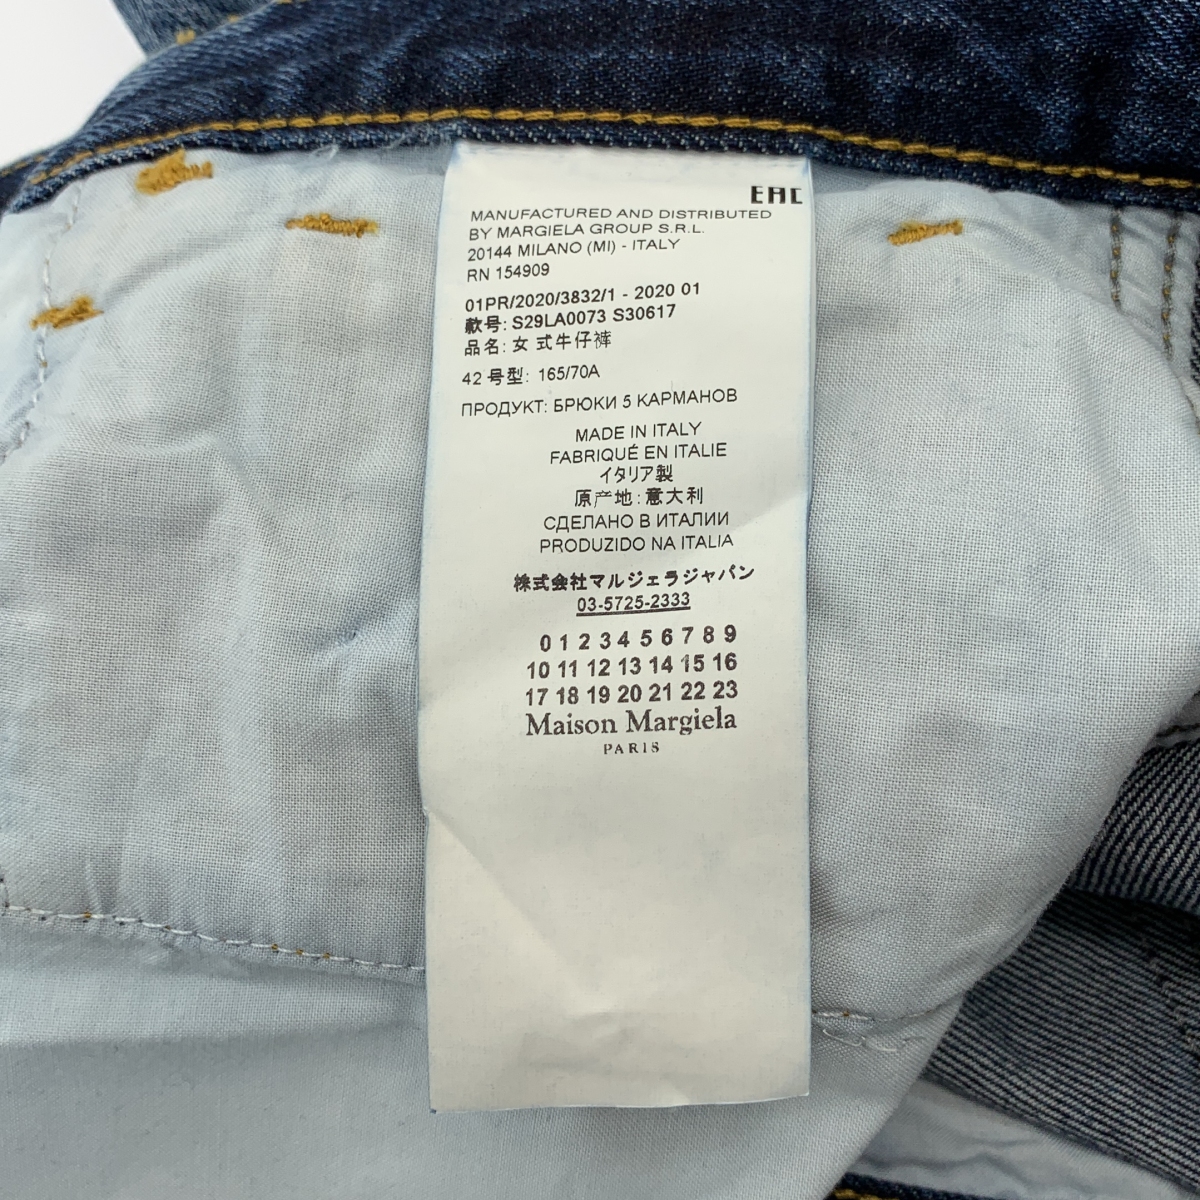 EAC
MANUFACTURED AND DISTRIBUTED
BY MARGIELA GROUP S.R.L.
20144 MILANO (MI) - ITALY
RN 154909
01PR/2020/3832/1 - 2020 01
款号: S29LA0073 S30617
品名: 女 式牛仔裤
42 号型: 165/70A
ПРОДУКТ: БРЮКИ 5 КАРМАНОВ
MADE IN ITALY
FABRIQUÉ EN ITALIE
イタリア製
原产地: 意大利
СДЕЛАНО В ИТАЛИИ
PRODUZIDO NA ITALIA
株式会社マルジェラジャパン
03-5725-2333
0 1 2 3 4 5 6 7 8 9
10 11 12 13 14 15 16
17 18 19 20 21 22 23
Maison Margiela
PARIS